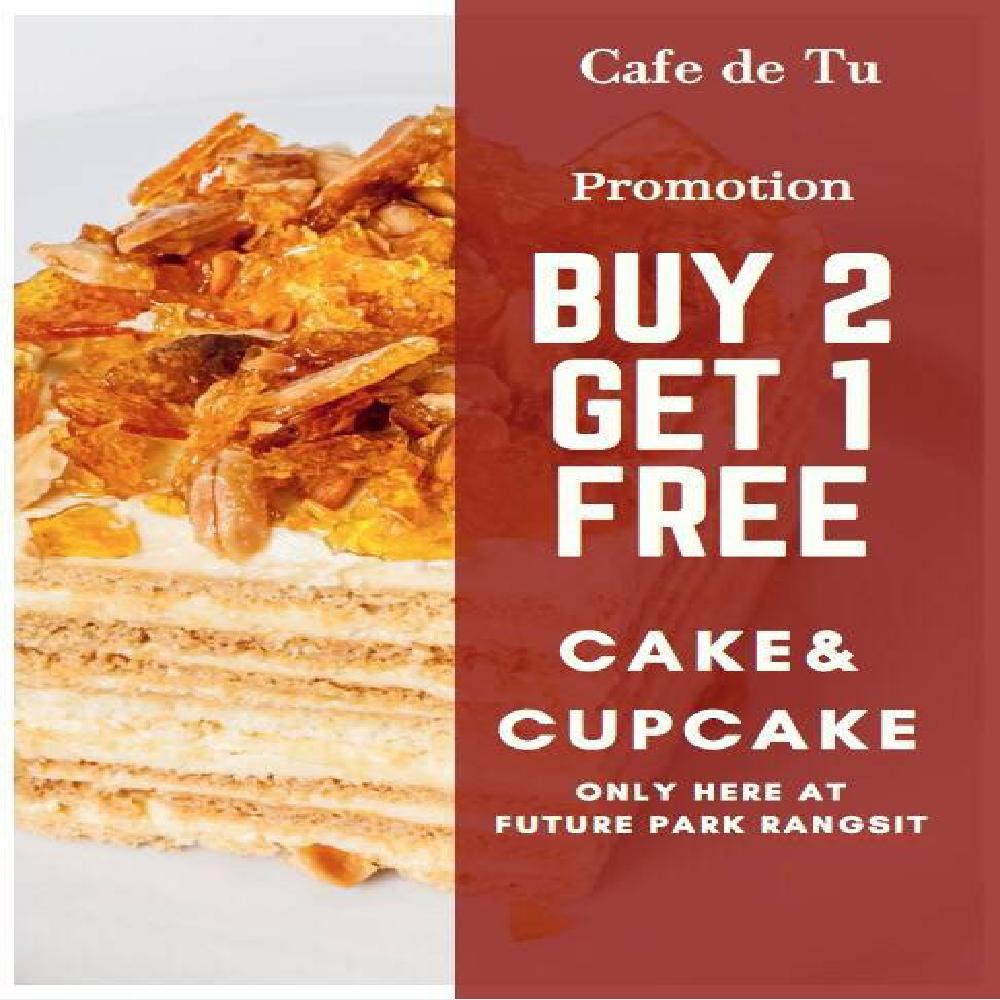 Cafe de Tu
Promotion
BUY 2
GET 1
FREE
CAKE&
CUPCAKE
ONLY HERE AT
FUTURE PARK RANGSIT